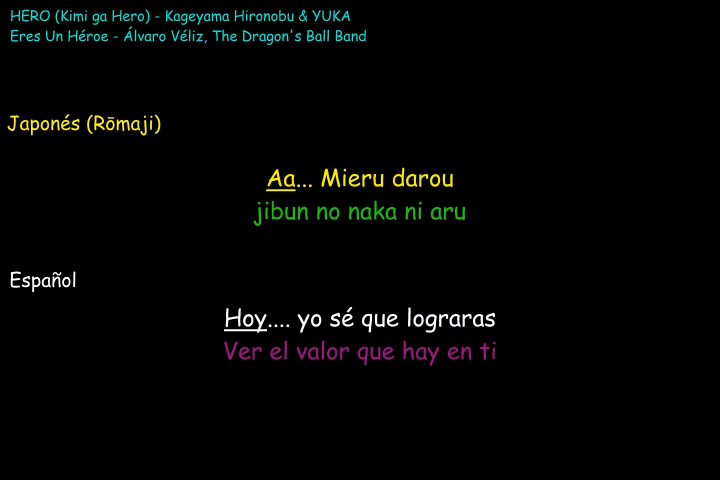 HERO (Kimi ga Hero) - Kageyama Hironobu & YUKA
Eres Un Héroe - Álvaro Véliz, The Dragon's Ball Band
Japonés (Rōmaji)
Aa... Mieru darou
jibun no naka ni aru
Español
Hoy.... yo sé que lograras
Ver el valor que hay en ti